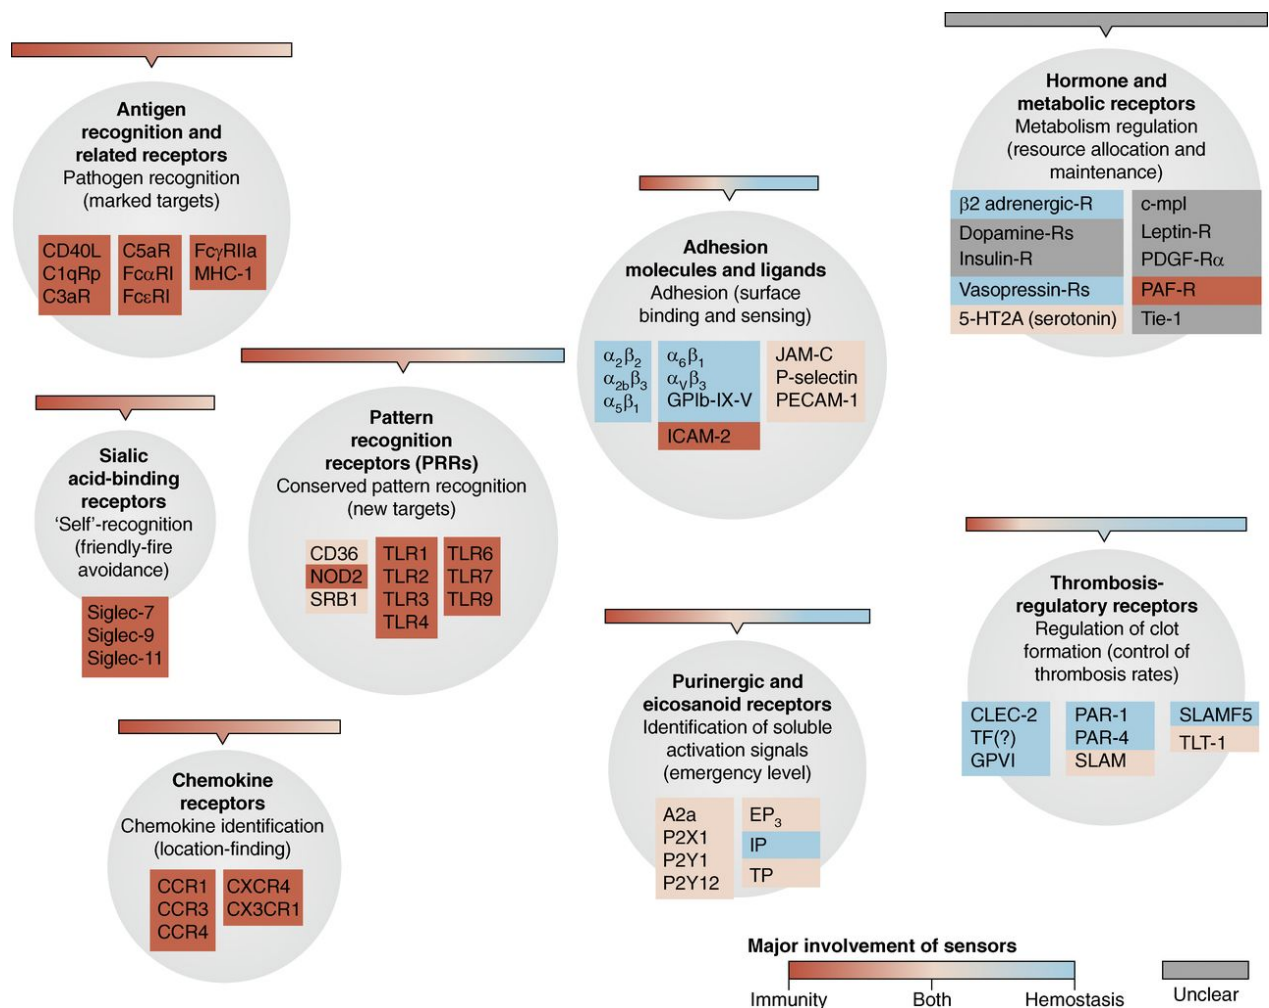 Antigen
recognition and
related receptors
Pathogen recognition
(marked targets)
CD40L
C1qRp
C3aR
C5aR
FcαRI
FcεRI
FcγRIIa
MHC-1
Hormone and
metabolic receptors
Metabolism regulation
(resource allocation and
maintenance)
β2 adrenergic-R
Dopamine-Rs
Insulin-R
Vasopressin-Rs
5-HT2A (serotonin)
c-mpl
Leptin-R
PDGF-Rα
PAF-R
Tie-1
Adhesion
molecules and ligands
Adhesion (surface
binding and sensing)
α₂β₂
α₂bβ₃
α₅β₁
α₆β₁
αVβ₃
GPIb-IX-V
ICAM-2
JAM-C
P-selectin
PECAM-1
Pattern
recognition
receptors (PRRs)
Conserved pattern recognition
(new targets)
CD36
NOD2
SRB1
TLR1
TLR2
TLR3
TLR4
TLR6
TLR7
TLR9
Sialic
acid-binding
receptors
‘Self’-recognition
(friendly-fire
avoidance)
Siglec-7
Siglec-9
Siglec-11
Thrombosis-
regulatory receptors
Regulation of clot
formation (control of
thrombosis rates)
CLEC-2
TF(?)
GPVI
PAR-1
PAR-4
SLAM
SLAMF5
TLT-1
Purinergic and
eicosanoid receptors
Identification of soluble
activation signals
(emergency level)
A2a
P2X1
P2Y1
P2Y12
EP₃
IP
TP
Chemokine
receptors
Chemokine identification
(location-finding)
CCR1
CCR3
CCR4
CXCR4
CX3CR1
Major involvement of sensors
Immunity Both Hemostasis Unclear